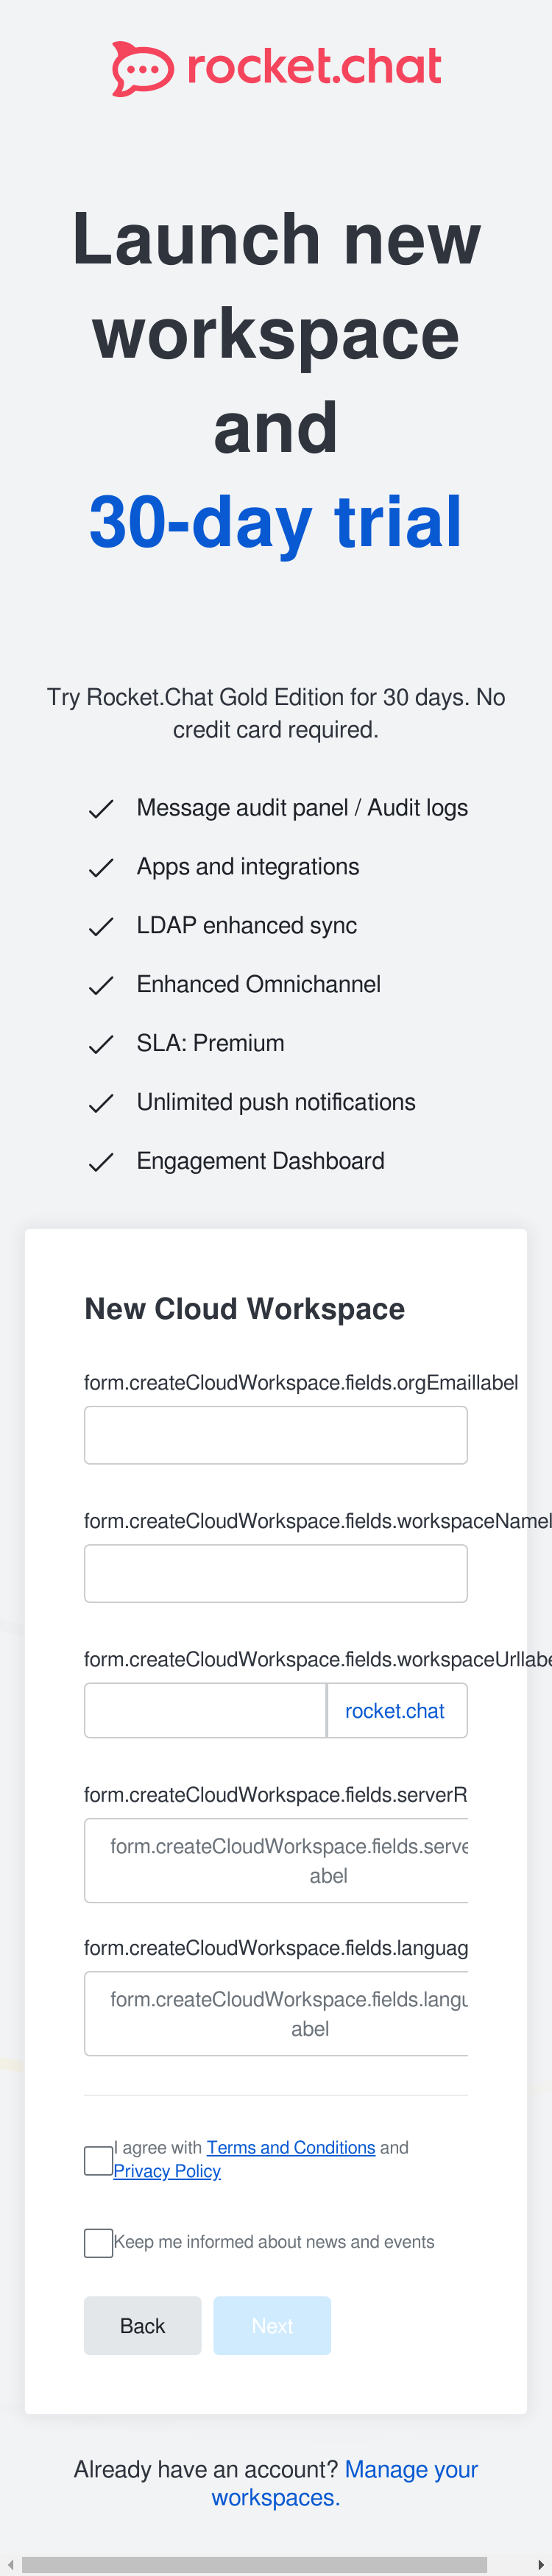 rocket.chat
Launch new
workspace
and
30-day trial
Try Rocket.Chat Gold Edition for 30 days. No
credit card required.
Message audit panel / Audit logs
Apps and integrations
LDAP enhanced sync
Enhanced Omnichannel
SLA: Premium
Unlimited push notifications
Engagement Dashboard
New Cloud Workspace
form.createCloudWorkspace.fields.orgEmaillabel
form.createCloudWorkspace.fields.workspaceNamel
form.createCloudWorkspace.fields.workspaceUrllabe
rocket.chat
form.createCloudWorkspace.fields.serverR
form.createCloudWorkspace.fields.serve
abel
form.createCloudWorkspace.fields.languag
form.createCloudWorkspace.fields.langu
abel
I agree with Terms and Conditions and
Privacy Policy
Keep me informed about news and events
Back
Next
Already have an account? Manage your
workspaces.